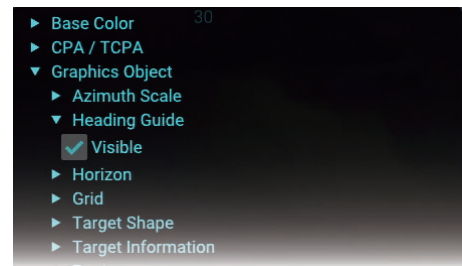 30
Base Color
CPA / TCPA
Graphics Object
Azimuth Scale
Heading Guide
Visible
Horizon
Grid
Target Shape
Target Information